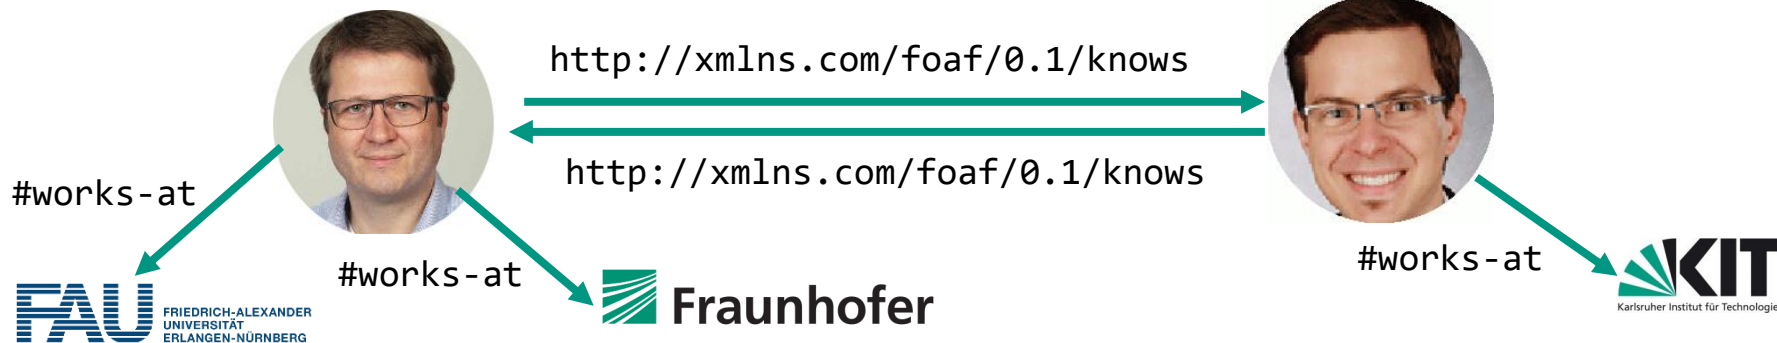 http://xmlns.com/foaf/0.1/knows
http://xmlns.com/foaf/0.1/knows
#works-at
#works-at
#works-at
FAU
FRIEDRICH-ALEXANDER
UNIVERSITÄT
ERLANGEN-NÜRNBERG
Fraunhofer
KIT
Karlsruher Institut für Technologie